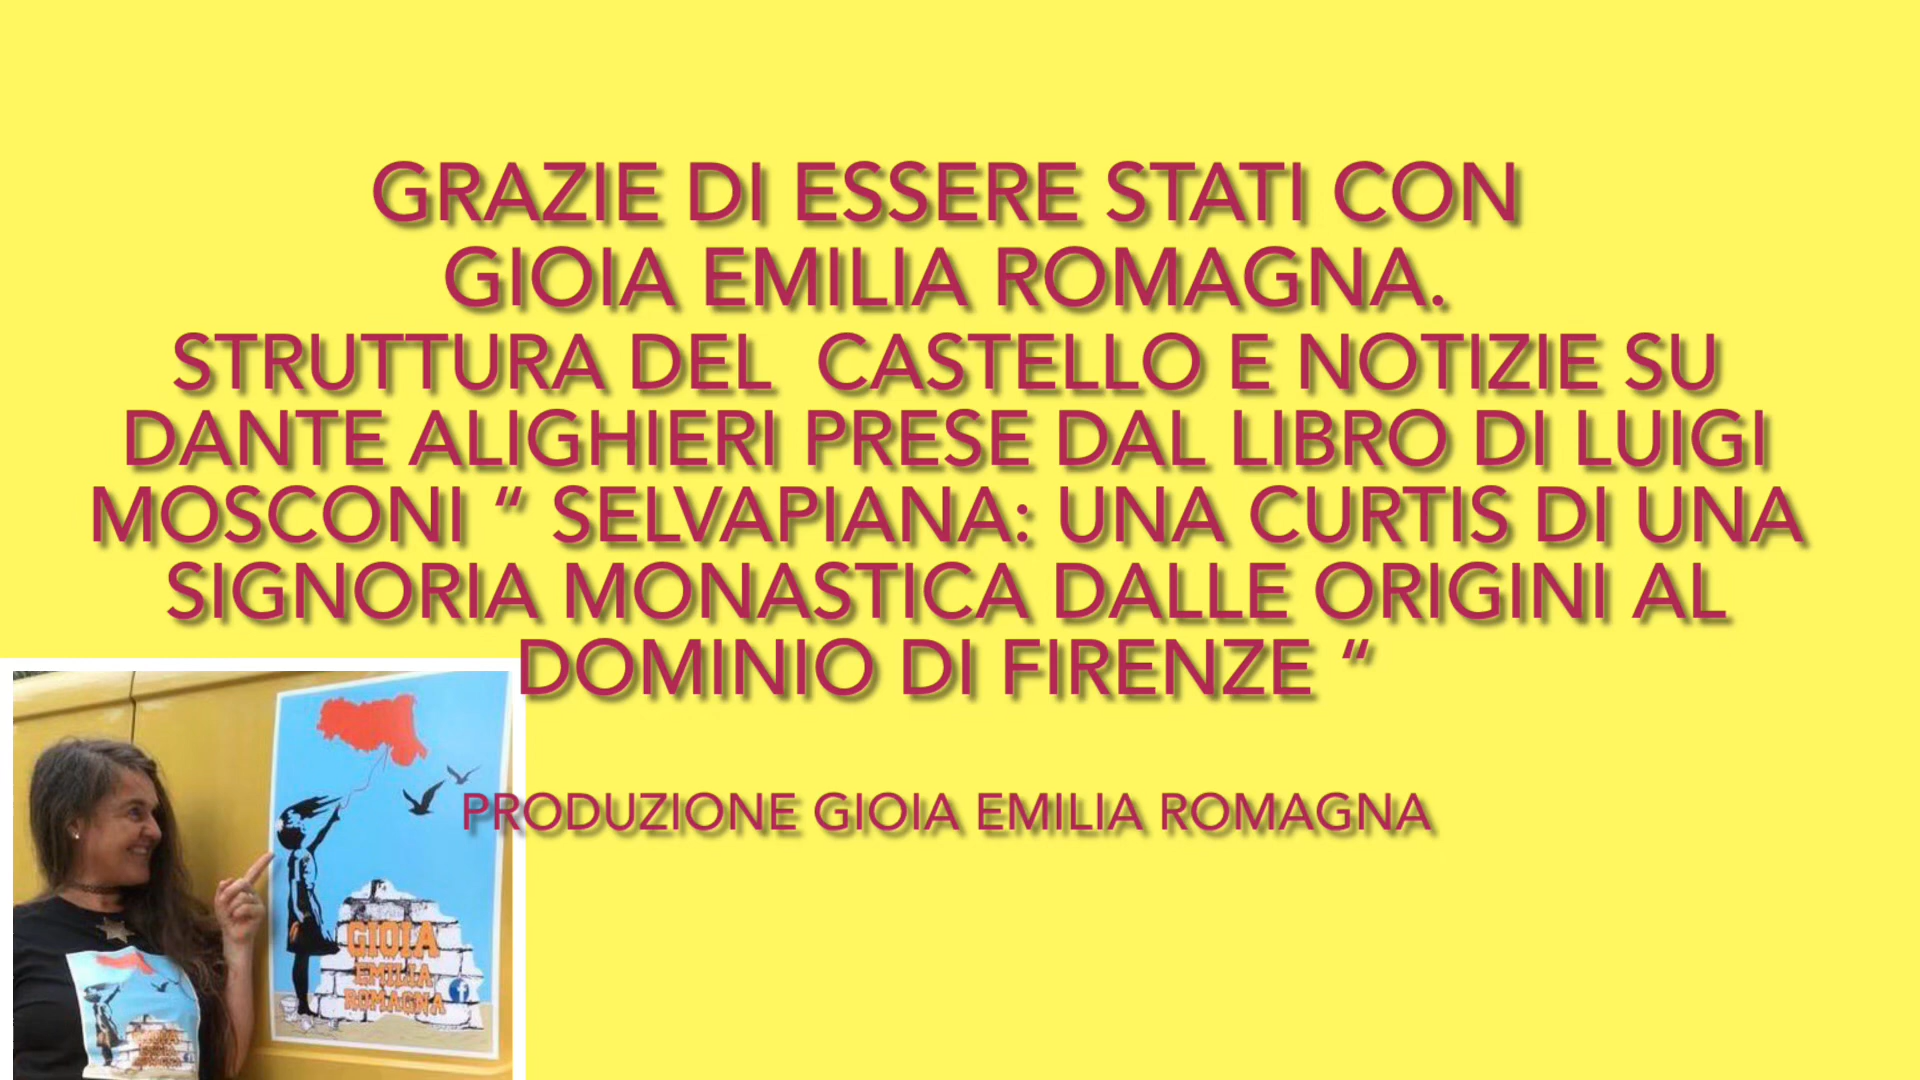 GRAZIE DI ESSERE STATI CON
GIOIA EMILIA ROMAGNA.
STRUTTURA DEL CASTELLO E NOTIZIE SU
DANTE ALIGHIERI PRESE DAL LIBRO DI LUIGI
MOSCONI “ SELVAPIANA: UNA CURTIS DI UNA
SIGNORIA MONASTICA DALLE ORIGINI AL
DOMINIO DI FIRENZE “
PRODUZIONE GIOIA EMILIA ROMAGNA
GIOIA
EMILIA
ROMAGNA
f